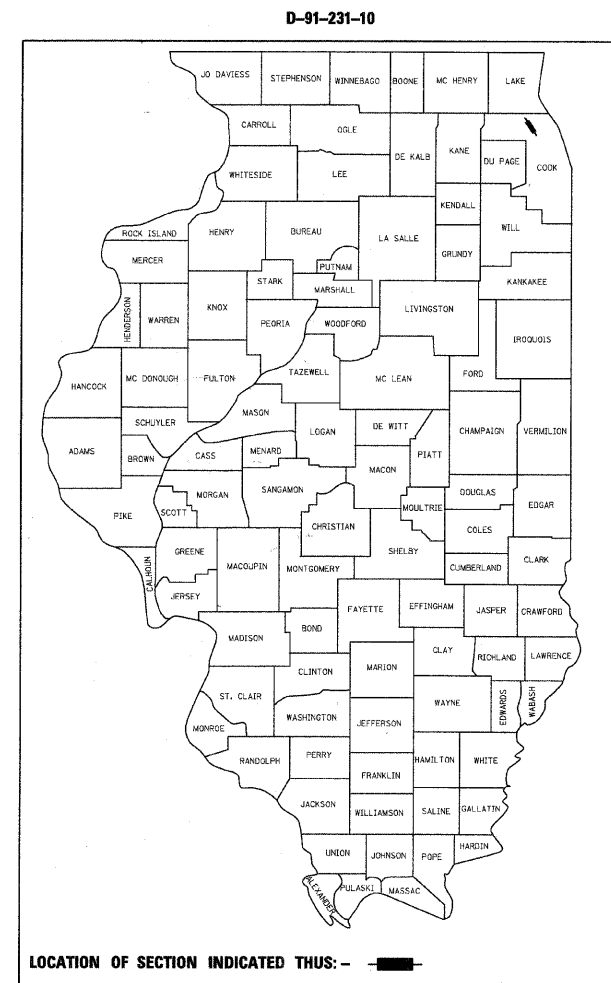 D-91-231-10
JO DAVIESS
STEPHENSON
WINNEBAGO
BOONE
MC HENRY
LAKE
CARROLL
OGLE
DE KALB
KANE
DU PAGE
COOK
WHITESIDE
LEE
KENDALL
WILL
ROCK ISLAND
HENRY
BUREAU
LA SALLE
GRUNDY
MERCER
PUTNAM
STARK
MARSHALL
KANKAKEE
HENDERSON
WARREN
KNOX
PEORIA
WOODFORD
LIVINGSTON
IROQUOIS
HANCOCK
MC DONOUGH
FULTON
TAZEWELL
MC LEAN
FORD
SCHUYLER
MASON
ADAMS
BROWN
CASS
MENARD
LOGAN
DE WITT
PIATT
CHAMPAIGN
VERMILION
MACON
PIKE
SCOTT
MORGAN
SANGAMON
CHRISTIAN
MOULTRIE
DOUGLAS
EDGAR
COLES
CALHOUN
GREENE
MACOUPIN
MONTGOMERY
SHELBY
CUMBERLAND
CLARK
JERSEY
FAYETTE
EFFINGHAM
JASPER
CRAWFORD
MADISON
BOND
CLAY
RICHLAND
LAWRENCE
CLINTON
MARION
ST. CLAIR
WAYNE
EDWARDS
WABASH
MONROE
WASHINGTON
JEFFERSON
RANDOLPH
PERRY
HAMILTON
WHITE
FRANKLIN
JACKSON
WILLIAMSON
SALINE
GALLATIN
UNION
JOHNSON
POPE
HARDIN
ALEXANDER
PULASKI
MASSAC
LOCATION OF SECTION INDICATED THUS: -